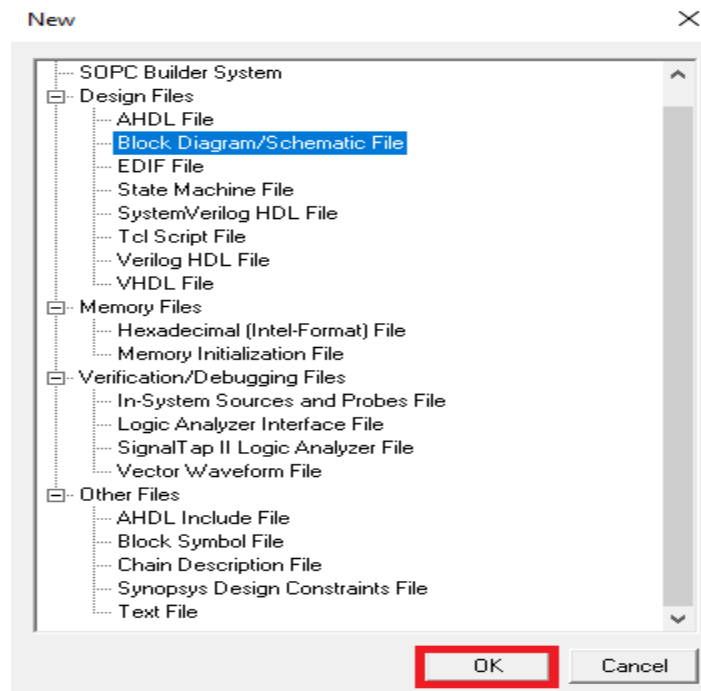 New
SOPC Builder System
Design Files
AHDL File
Block Diagram/Schematic File
EDIF File
State Machine File
SystemVerilog HDL File
Tcl Script File
Verilog HDL File
VHDL File
Memory Files
Hexadecimal (Intel-Format) File
Memory Initialization File
Verification/Debugging Files
In-System Sources and Probes File
Logic Analyzer Interface File
SignalTap II Logic Analyzer File
Vector Waveform File
Other Files
AHDL Include File
Block Symbol File
Chain Description File
Synopsys Design Constraints File
Text File
OK Cancel